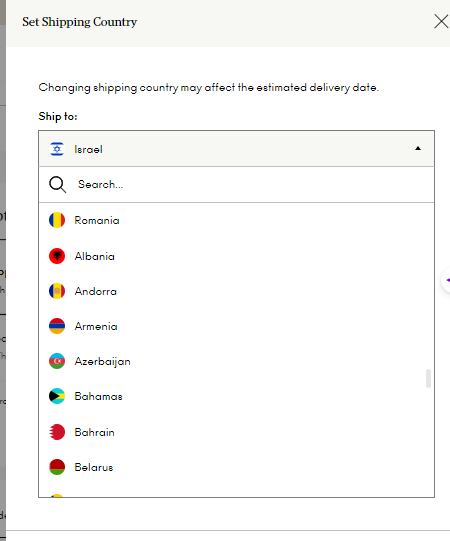 Set Shipping Country
Changing shipping country may affect the estimated delivery date.
Ship to:
Israel
Search...
Romania
Albania
Andorra
Armenia
Azerbaijan
Bahamas
Bahrain
Belarus